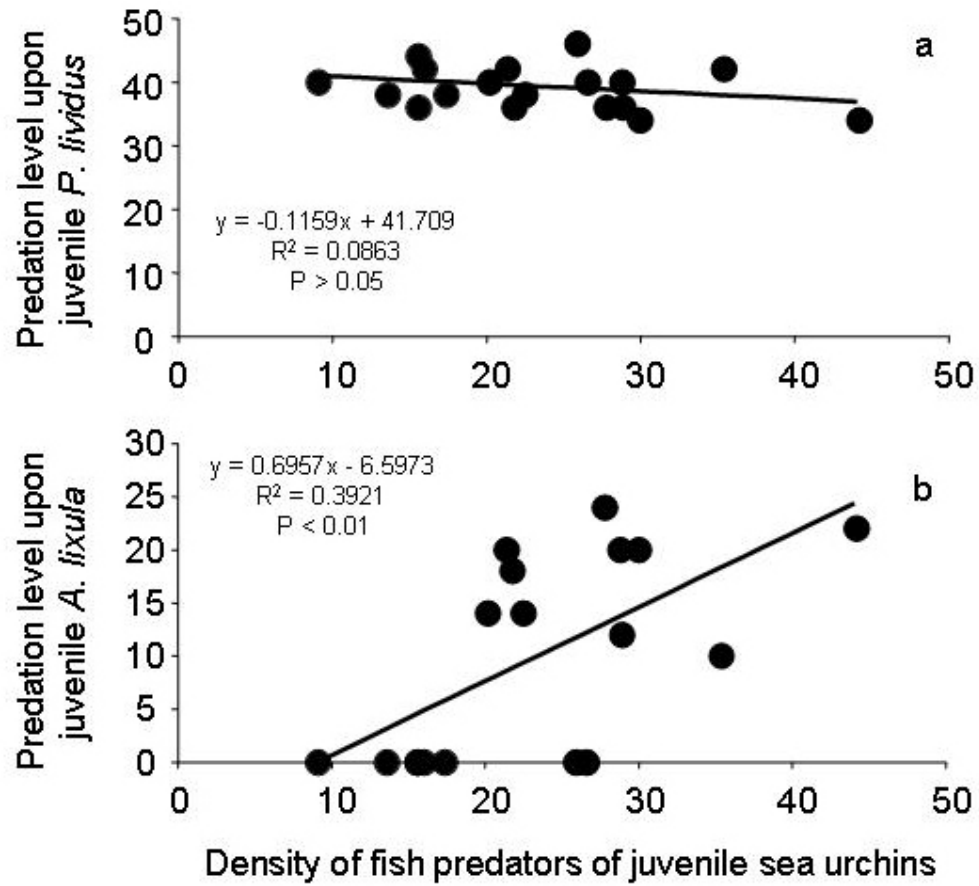 Predation level upon
juvenile P. lividus
50
40
30
20
10
0
a
y = -0.1159x + 41.709
R² = 0.0863
P > 0.05
0 10 20 30 40 50
Predation level upon
juvenile A. lixula
30
25
20
15
10
5
0
y = 0.6957x - 6.5973
R² = 0.3921
P < 0.01
b
0 10 20 30 40 50
Density of fish predators of juvenile sea urchins